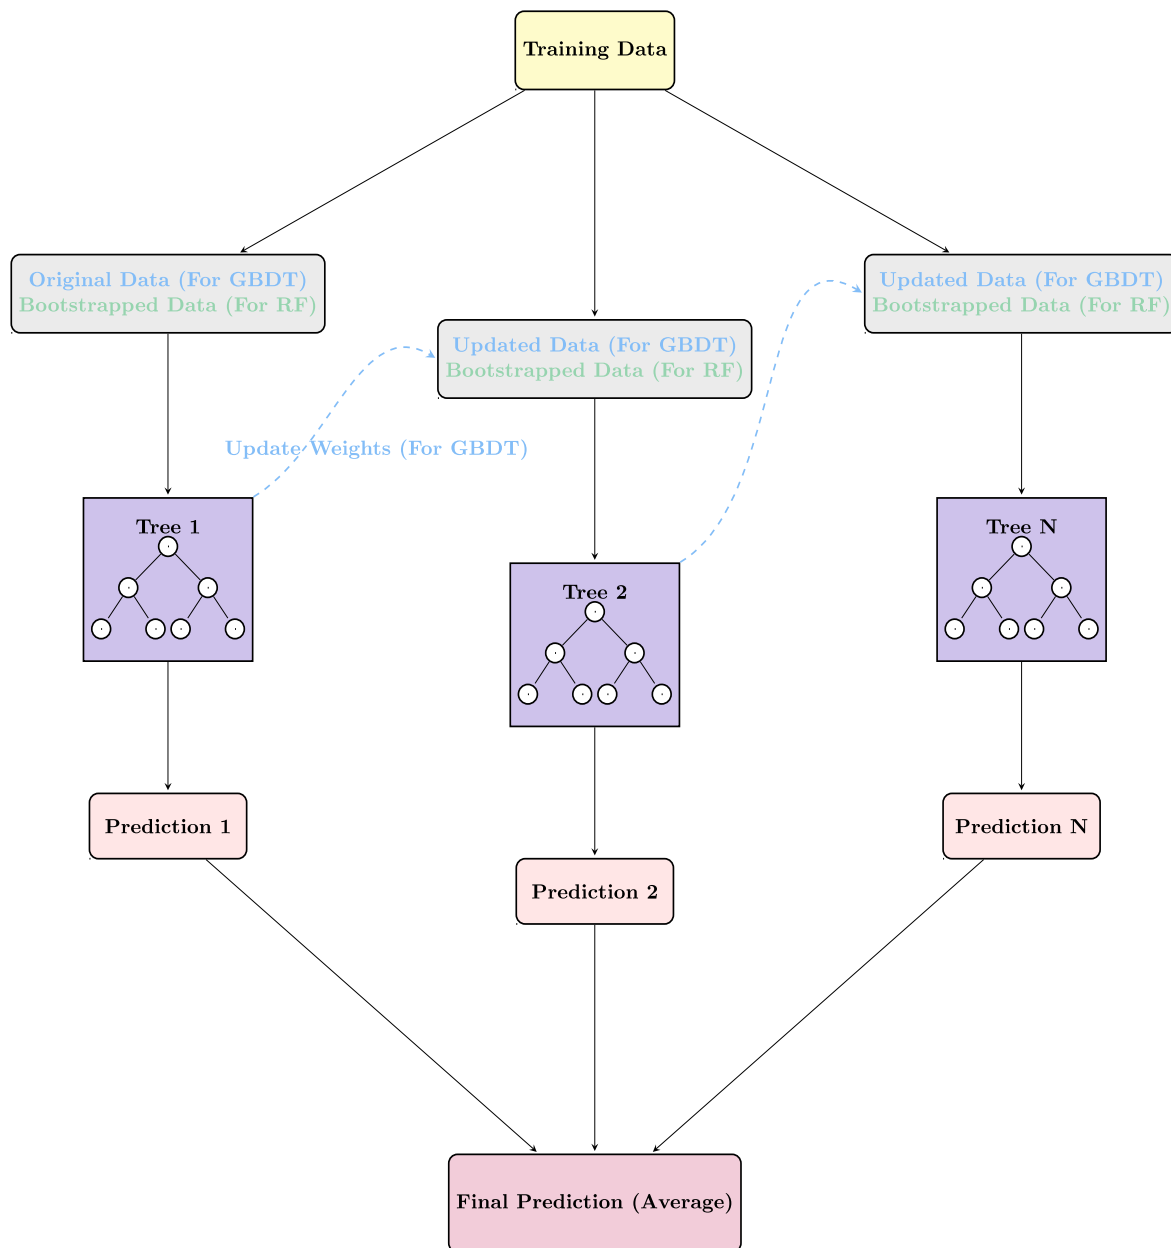 Training Data
Original Data (For GBDT)
Bootstrapped Data (For RF)
Updated Data (For GBDT)
Bootstrapped Data (For RF)
Updated Data (For GBDT)
Bootstrapped Data (For RF)
Update Weights (For GBDT)
Tree 1
Tree 2
Tree N
Prediction 1
Prediction 2
Prediction N
Final Prediction (Average)